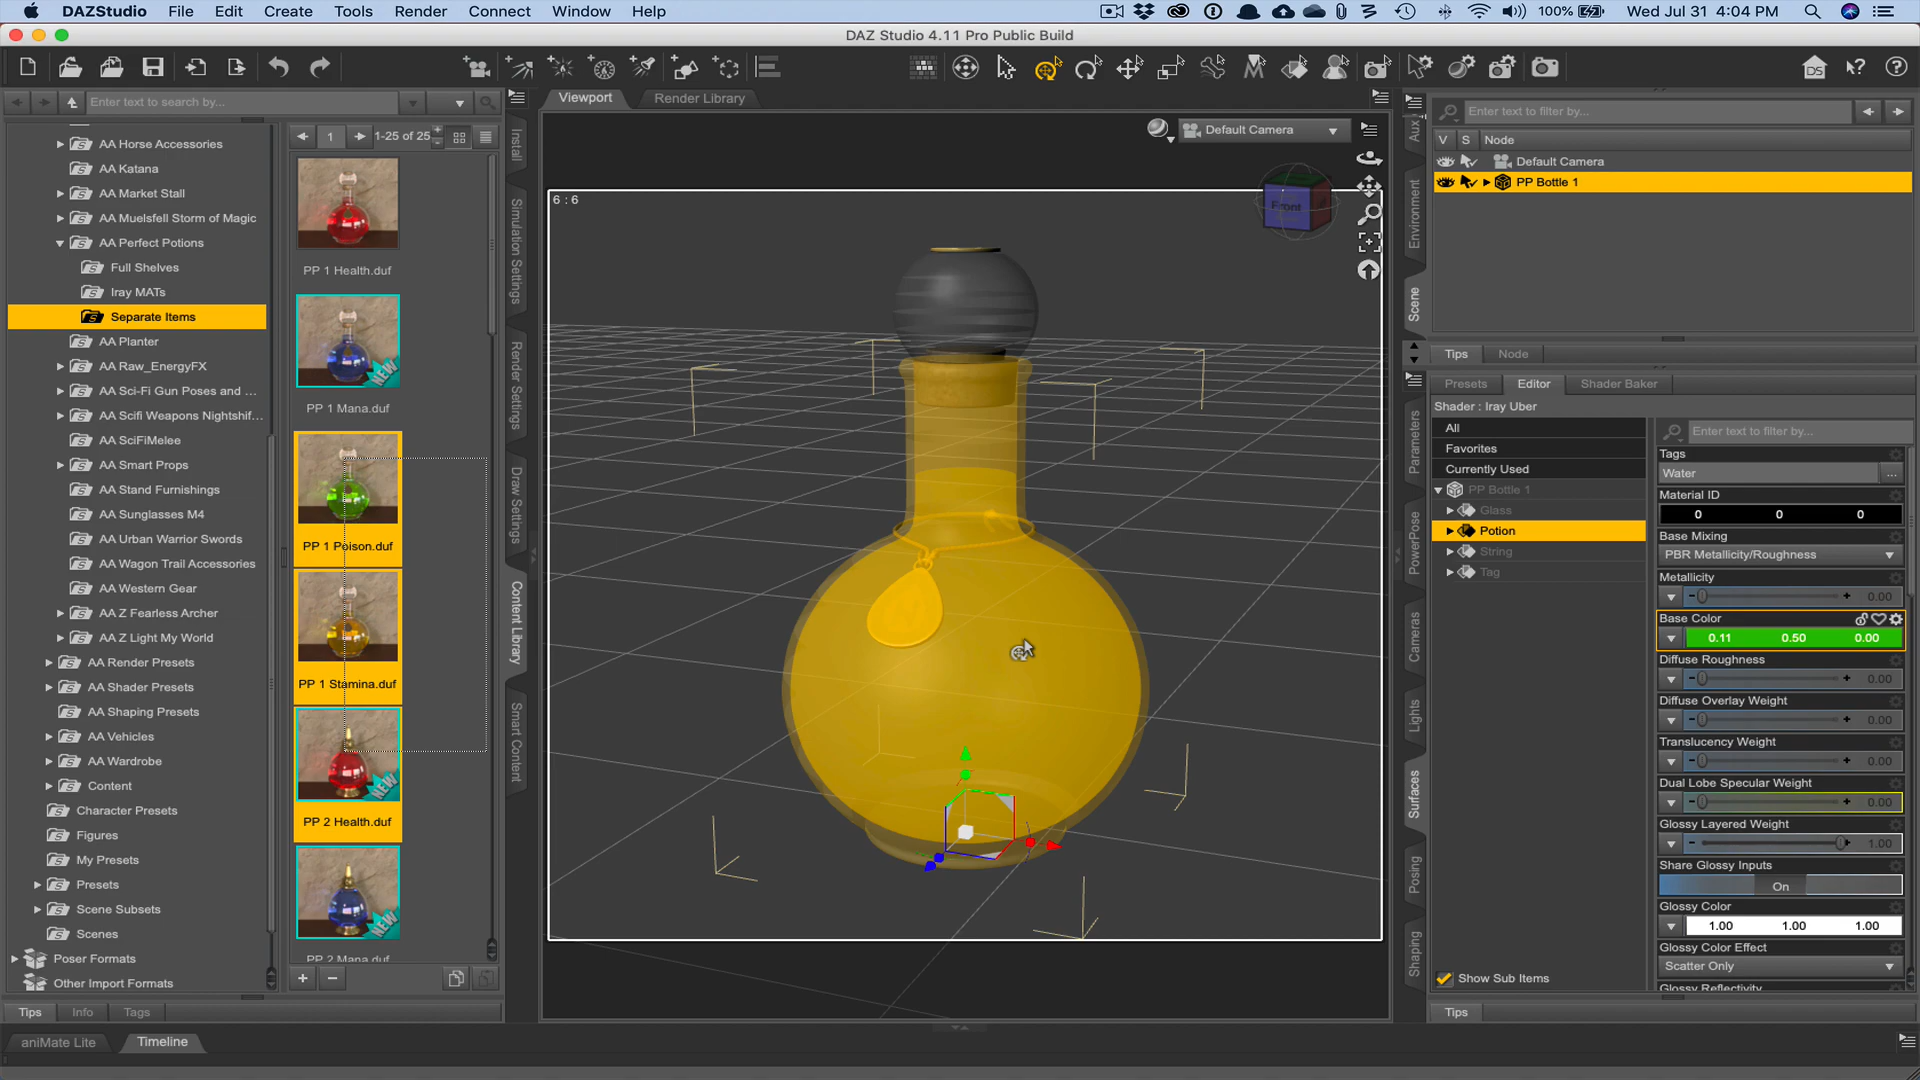 DAZStudio File Edit Create Tools Render Connect Window Help 100% Wed Jul 31 4:04 PM
DAZ Studio 4.11 Pro Public Build
Enter text to search by...
AA Horse Accessories
AA Katana
AA Market Stall
AA Muelsfell Storm of Magic
AA Perfect Potions
Full Shelves
Iray MATs
Separate Items
AA Planter
AA Raw_EnergyFX
AA Sci-Fi Gun Poses and ...
AA Scifi Weapons Nightshif...
AA SciFiMelee
AA Smart Props
AA Stand Furnishings
AA Sunglasses M4
AA Urban Warrior Swords
AA Wagon Trail Accessories
AA Western Gear
AA Z Fearless Archer
AA Z Light My World
AA Render Presets
AA Shader Presets
AA Shaping Presets
AA Vehicles
AA Wardrobe
Content
Character Presets
Figures
My Presets
Presets
Scene Subsets
Scenes
Poser Formats
Other Import Formats
Tips Info Tags
aniMate Lite Timeline
1 1-25 of 25
PP 1 Health.duf
NEW
PP 1 Mana.duf
PP 1 Poison.duf
PP 1 Stamina.duf
NEW
PP 2 Health.duf
NEW
PP 2 Mana.duf
Install
Simulation Settings
Render Settings
Draw Settings
Content Library
Smart Content
Viewport Render Library
Default Camera
6 : 6
Front
Aux
Environment
Scene
Parameters
PowerPose
Cameras
Lights
Surfaces
Posing
Shaping
Enter text to filter by...
V S Node
Default Camera
PP Bottle 1
Tips Node
Presets Editor Shader Baker
Shader : Iray Uber
All
Favorites
Currently Used
PP Bottle 1
Glass
Potion
String
Tag
Show Sub Items
Tips
Enter text to filter by...
Tags
Water ...
Material ID
0 0 0
Base Mixing
PBR Metallicity/Roughness
Metallicity
0.00
Base Color
0.11 0.50 0.00
Diffuse Roughness
0.00
Diffuse Overlay Weight
0.00
Translucency Weight
0.00
Dual Lobe Specular Weight
0.00
Glossy Layered Weight
1.00
Share Glossy Inputs
On
Glossy Color
1.00 1.00 1.00
Glossy Color Effect
Scatter Only
Glossy Reflectivity